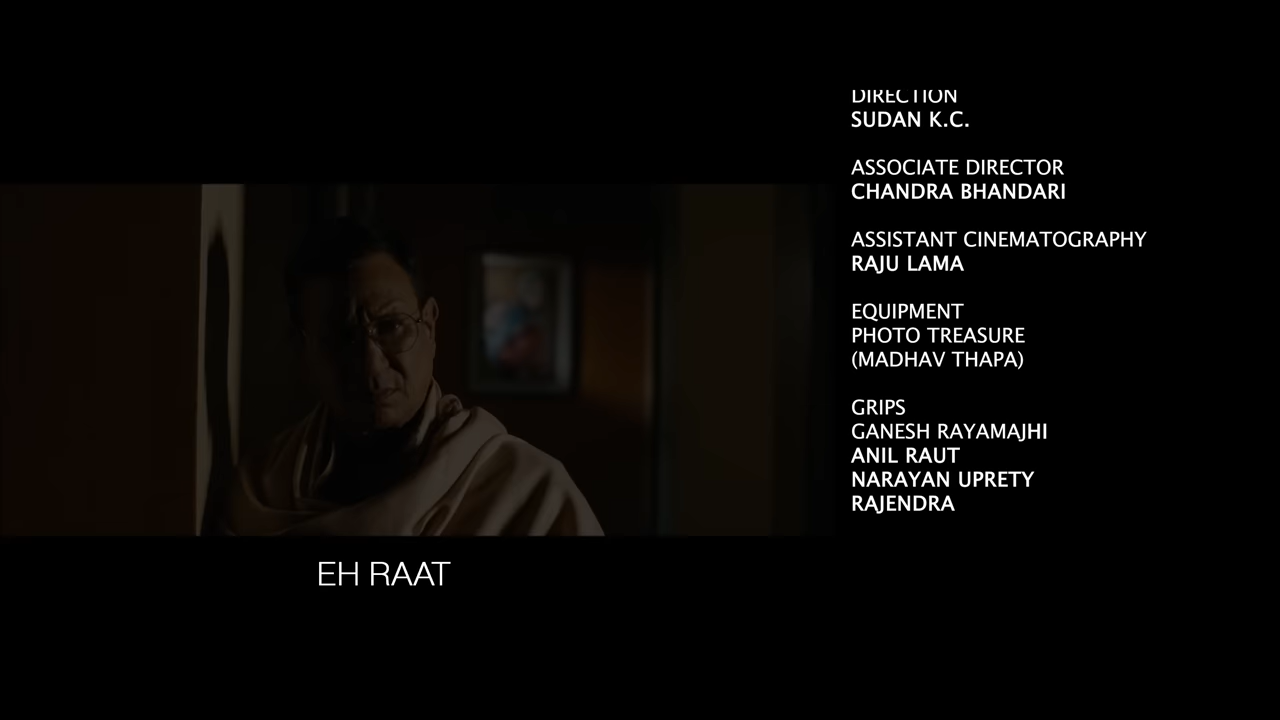 DIRECTION
SUDAN K.C.
ASSOCIATE DIRECTOR
CHANDRA BHANDARI
ASSISTANT CINEMATOGRAPHY
RAJU LAMA
EQUIPMENT
PHOTO TREASURE
(MADHAV THAPA)
GRIPS
GANESH RAYAMAJHI
ANIL RAUT
NARAYAN UPRETY
RAJENDRA
EH RAAT